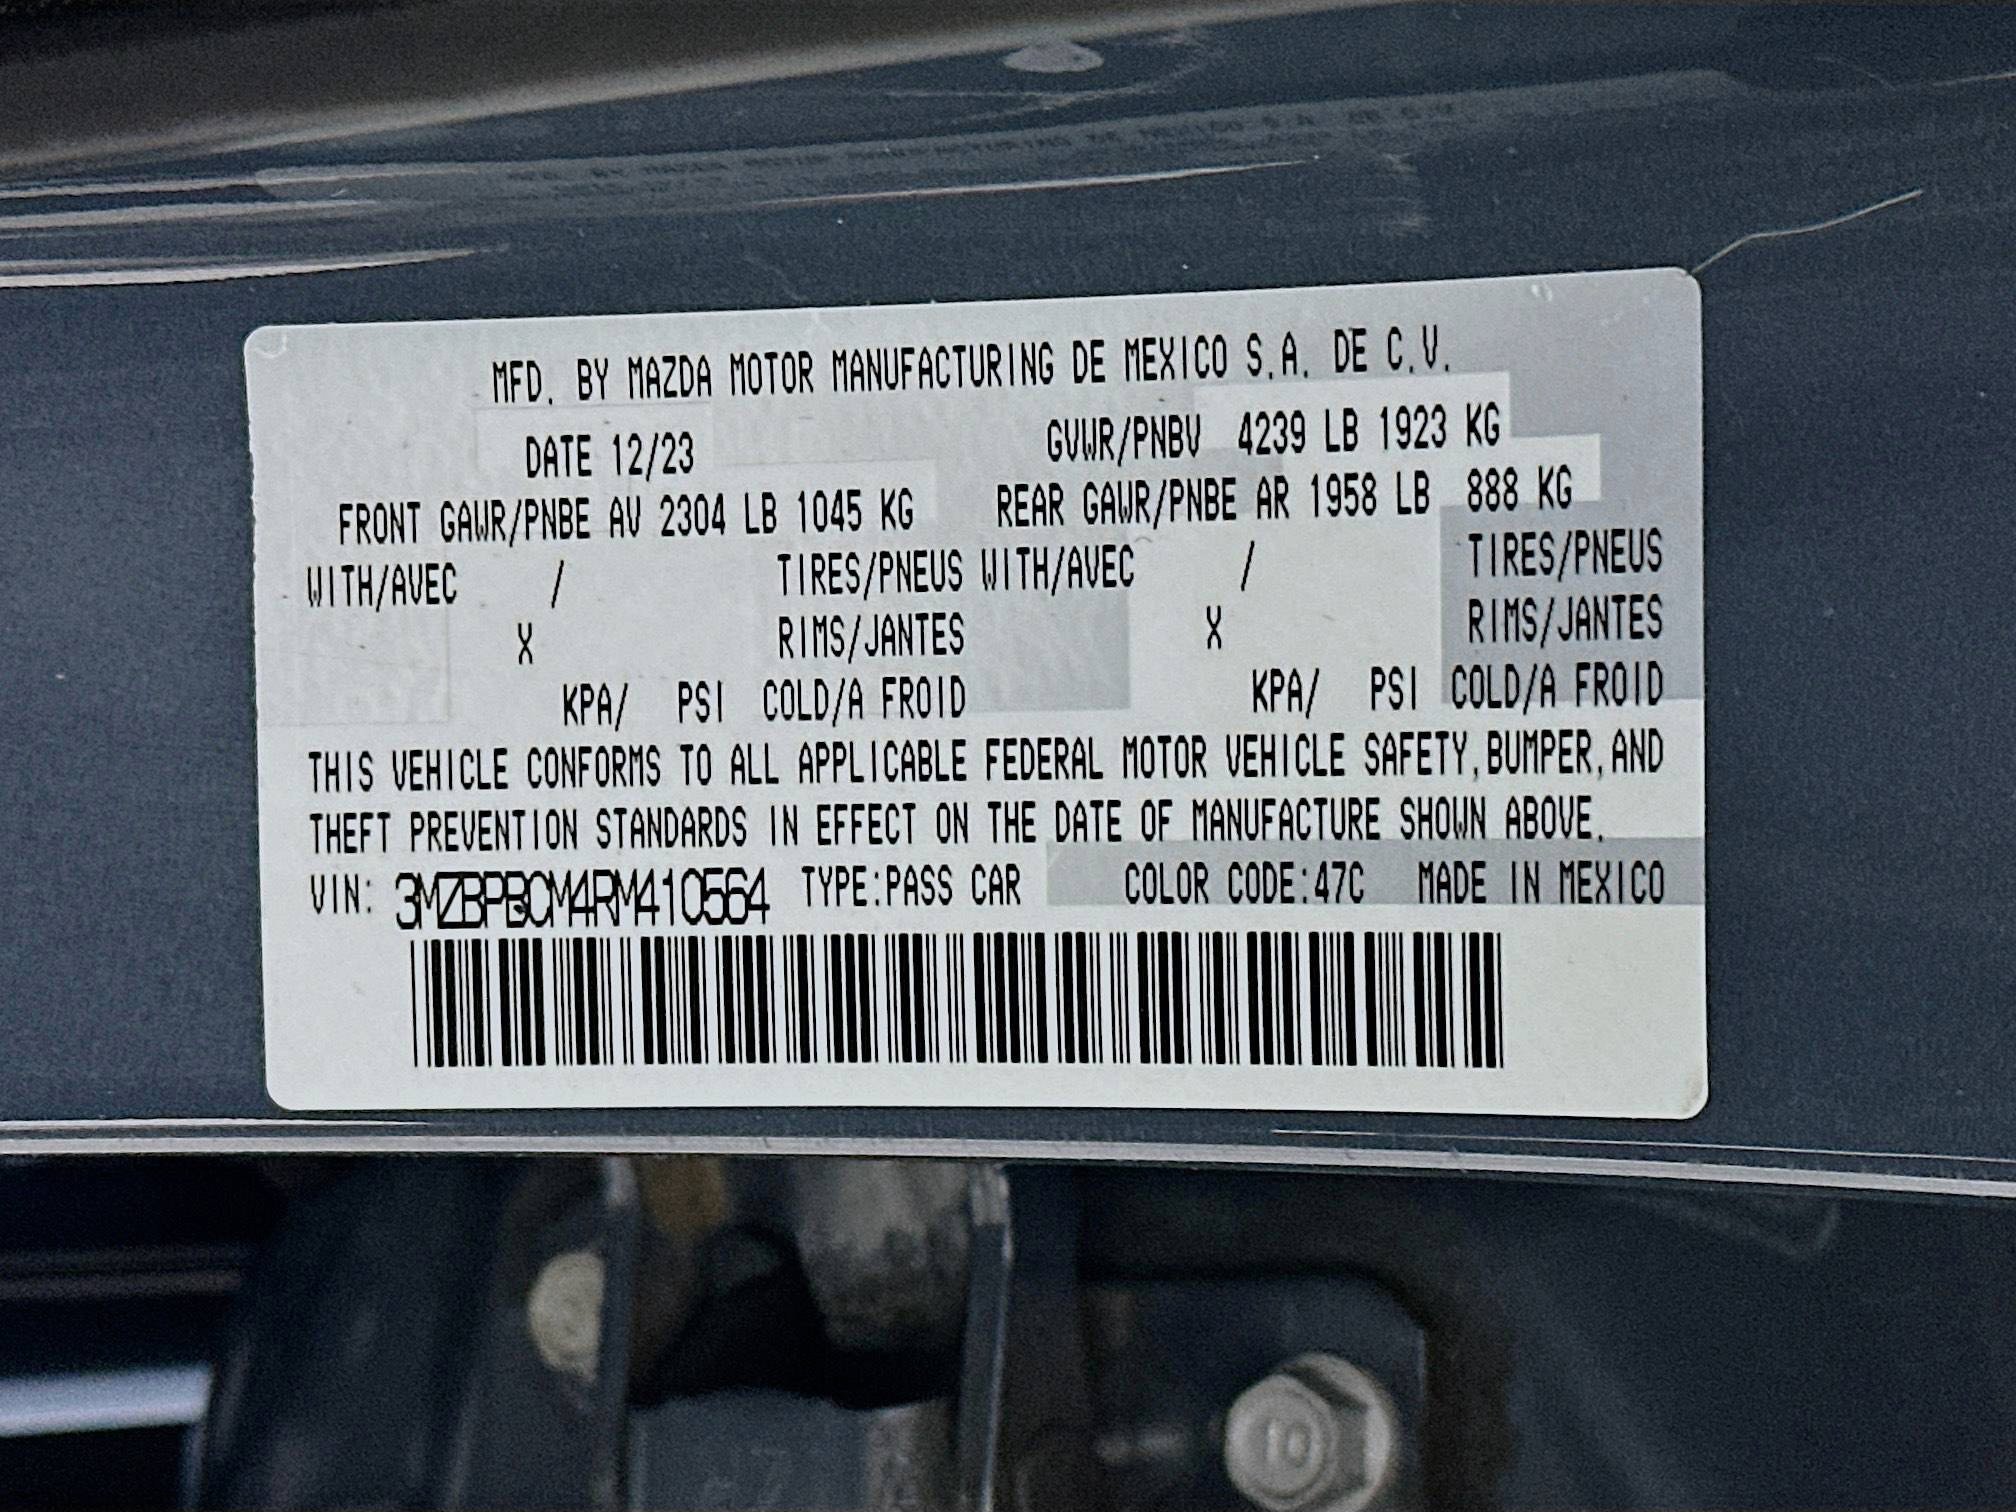 MFD. BY MAZDA MOTOR MANUFACTURING DE MEXICO S.A. DE C.V.
DATE 12/23 GVWR/PNBV 4239 LB 1923 KG
FRONT GAWR/PNBE AV 2304 LB 1045 KG REAR GAWR/PNBE AR 1958 LB 888 KG
WITH/AVEC / TIRES/PNEUS WITH/AVEC / TIRES/PNEUS
X RIMS/JANTES X RIMS/JANTES
KPA/ PSI COLD/A FROID KPA/ PSI COLD/A FROID
THIS VEHICLE CONFORMS TO ALL APPLICABLE FEDERAL MOTOR VEHICLE SAFETY, BUMPER, AND
THEFT PREVENTION STANDARDS IN EFFECT ON THE DATE OF MANUFACTURE SHOWN ABOVE.
VIN: 3MZBPBCM4RM410564 TYPE:PASS CAR COLOR CODE:47C MADE IN MEXICO
10